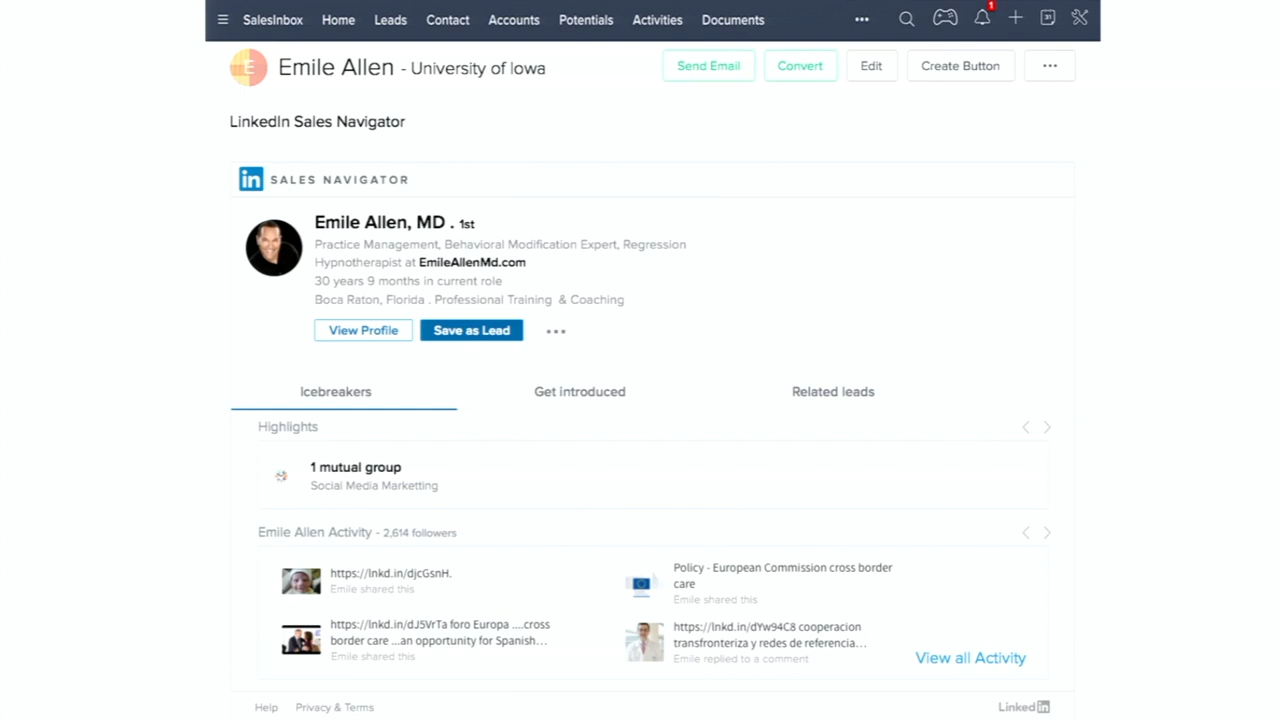 SalesInbox Home Leads Contact Accounts Potentials Activities Documents ••• 31 1
E Emile Allen - University of Iowa Send Email Convert Edit Create Button •••
LinkedIn Sales Navigator
in SALES NAVIGATOR
Emile Allen, MD . 1st
Practice Management, Behavioral Modification Expert, Regression
Hypnotherapist at EmileAllenMd.com
30 years 9 months in current role
Boca Raton, Florida . Professional Training & Coaching
View Profile Save as Lead •••
Icebreakers Get introduced Related leads
Highlights
1 mutual group
Social Media Marketting
Emile Allen Activity - 2,614 followers
https://lnkd.in/djcGsnH.
Emile shared this
Policy - European Commission cross border
care
Emile shared this
https://lnkd.in/dJ5VrTa foro Europa ....cross
border care ...an opportunity for Spanish...
Emile shared this
https://lnkd.in/dYw94C8 cooperacion
transfronteriza y redes de referencia...
Emile replied to a comment
View all Activity
Help Privacy & Terms LinkedIn